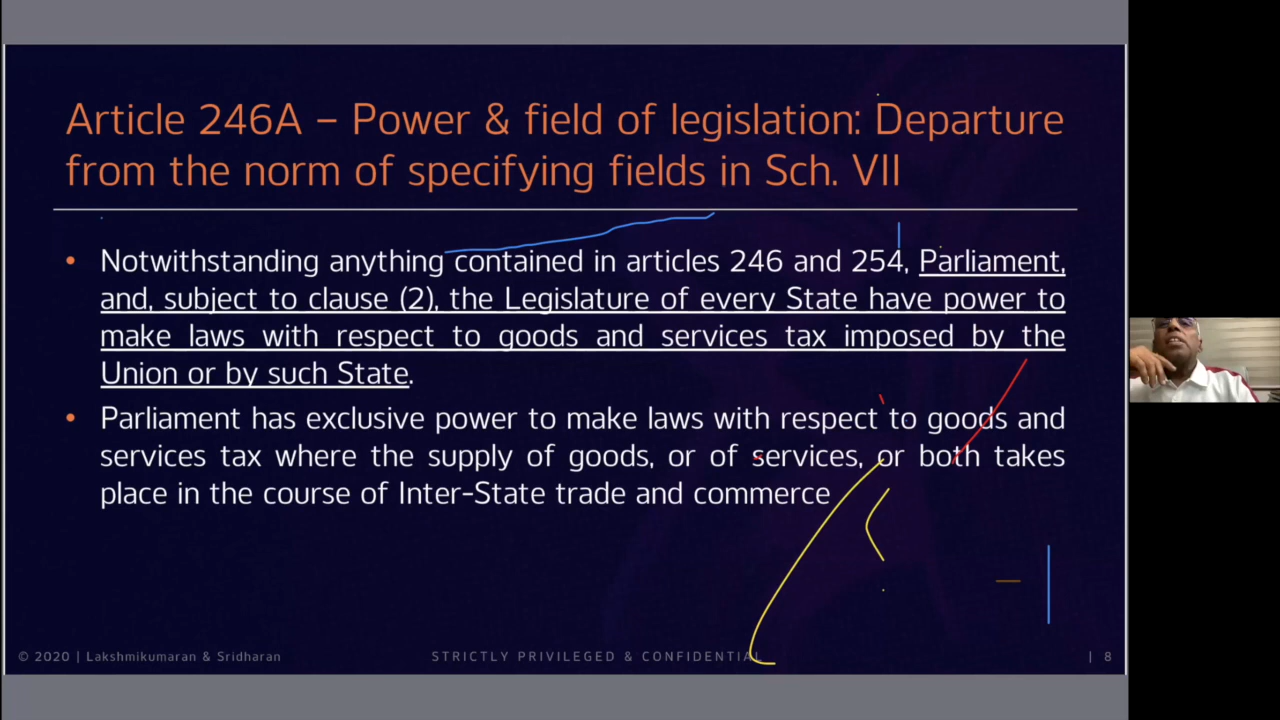 Article 246A – Power & field of legislation: Departure
from the norm of specifying fields in Sch. VII
• Notwithstanding anything contained in articles 246 and 254, Parliament,
and, subject to clause (2), the Legislature of every State have power to
make laws with respect to goods and services tax imposed by the
Union or by such State.
• Parliament has exclusive power to make laws with respect to goods and
services tax where the supply of goods, or of services, or both takes
place in the course of Inter-State trade and commerce
© 2020 | Lakshmikumaran & Sridharan
STRICTLY PRIVILEGED & CONFIDENTIAL
| 8